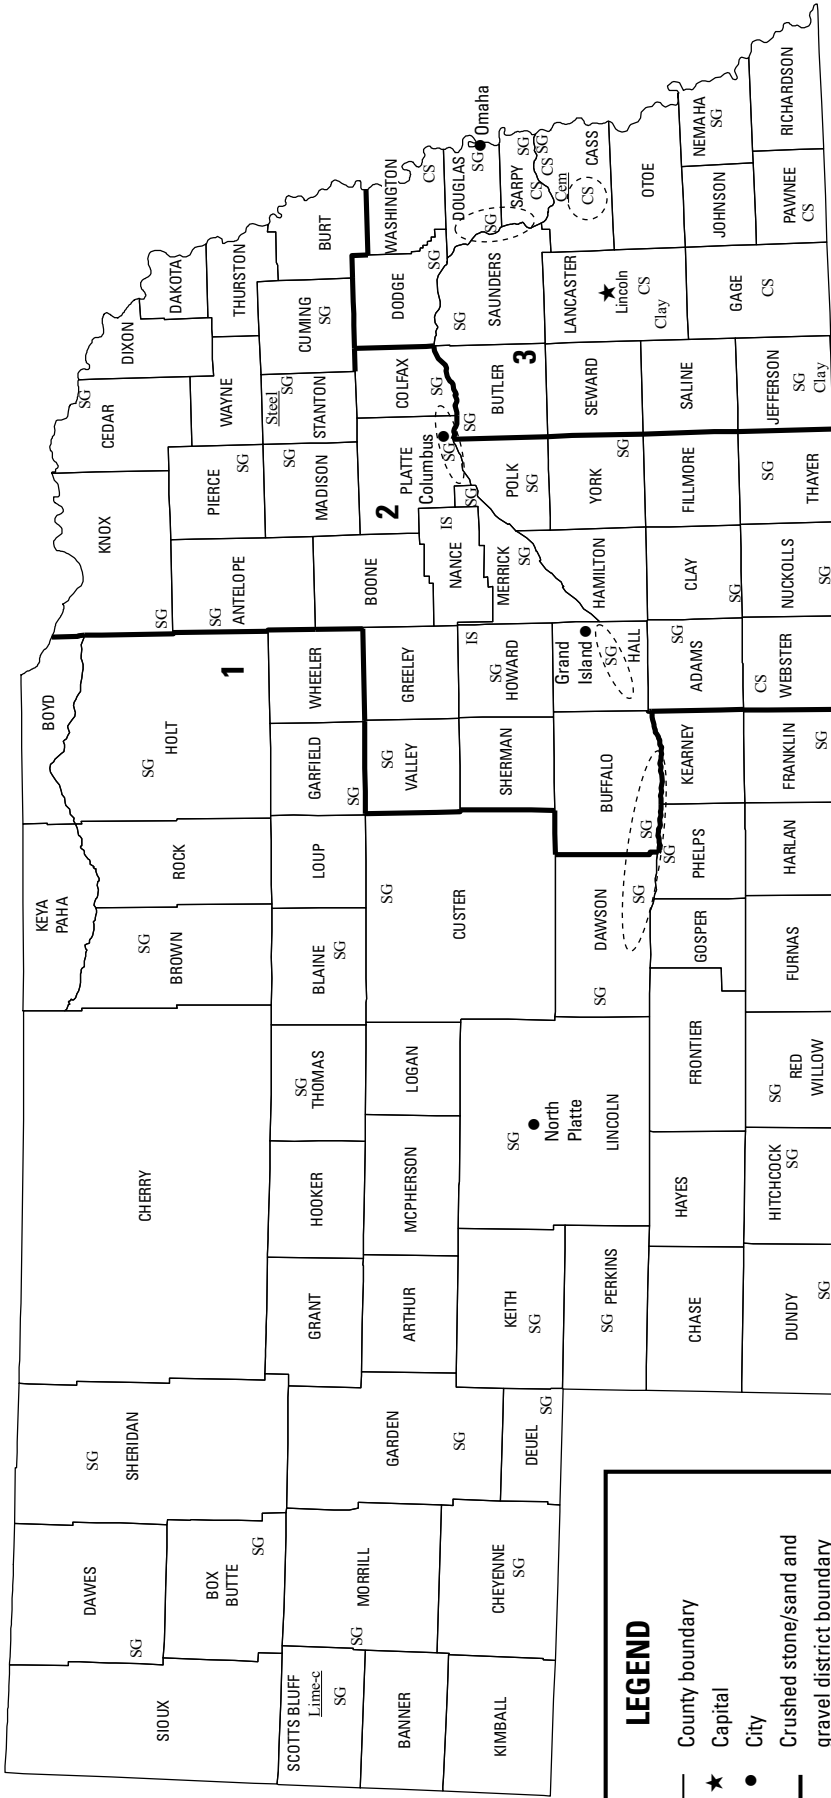 SIOUX
DAWES
SG
SHERIDAN
SG
CHERRY
KEYA
PAHA
BOYD
BOX
BUTTE
SG
BROWN
SG
ROCK
HOLT
SG
KNOX
SG
CEDAR
SG
DIXON
DAKOTA
1
ANTELOPE
SG
PIERCE
SG
WAYNE
THURSTON
SCOTTS BLUFF
Lime-c
SG
MORRILL
SG
GARDEN
SG
GRANT
HOOKER
THOMAS
SG
BLAINE
SG
LOUP
GARFIELD
SG
WHEELER
BOONE
MADISON
SG
STANTON
Steel
SG
CUMING
SG
BURT
BANNER
ARTHUR
MCPHERSON
LOGAN
CUSTER
SG
VALLEY
SG
GREELEY
NANCE
IS
2
PLATTE
Columbus
SG
SG
COLFAX
SG
DODGE
SG
WASHINGTON
CS
KIMBALL
CHEYENNE
SG
DEUEL
SG
KEITH
SG
LINCOLN
SG
North
Platte
SHERMAN
HOWARD
SG
IS
MERRICK
SG
POLK
SG
BUTLER
SG
3
SAUNDERS
SG
SG
DOUGLAS
SG
Omaha
SARPY
SG
CS
PERKINS
SG
DAWSON
SG
SG
BUFFALO
SG
Grand
Island
SG
HALL
HAMILTON
YORK
SG
SEWARD
LANCASTER
Lincoln
CS
Clay
CASS
Cem
CS
CS
SG
CHASE
HAYES
FRONTIER
GOSPER
PHELPS
SG
KEARNEY
ADAMS
SG
CLAY
SG
FILLMORE
SALINE
OTOE
DUNDY
SG
HITCHCOCK
SG
RED
WILLOW
SG
FURNAS
HARLAN
FRANKLIN
SG
WEBSTER
CS
NUCKOLLS
SG
THAYER
SG
JEFFERSON
SG
Clay
GAGE
CS
JOHNSON
NEMAHA
SG
PAWNEE
CS
RICHARDSON
LEGEND
County boundary
Capital
City
Crushed stone/sand and
gravel district boundary